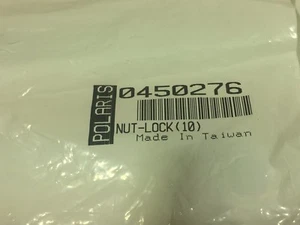 POLARIS
0450276
NUT-LOCK(10)
Made In Taiwan